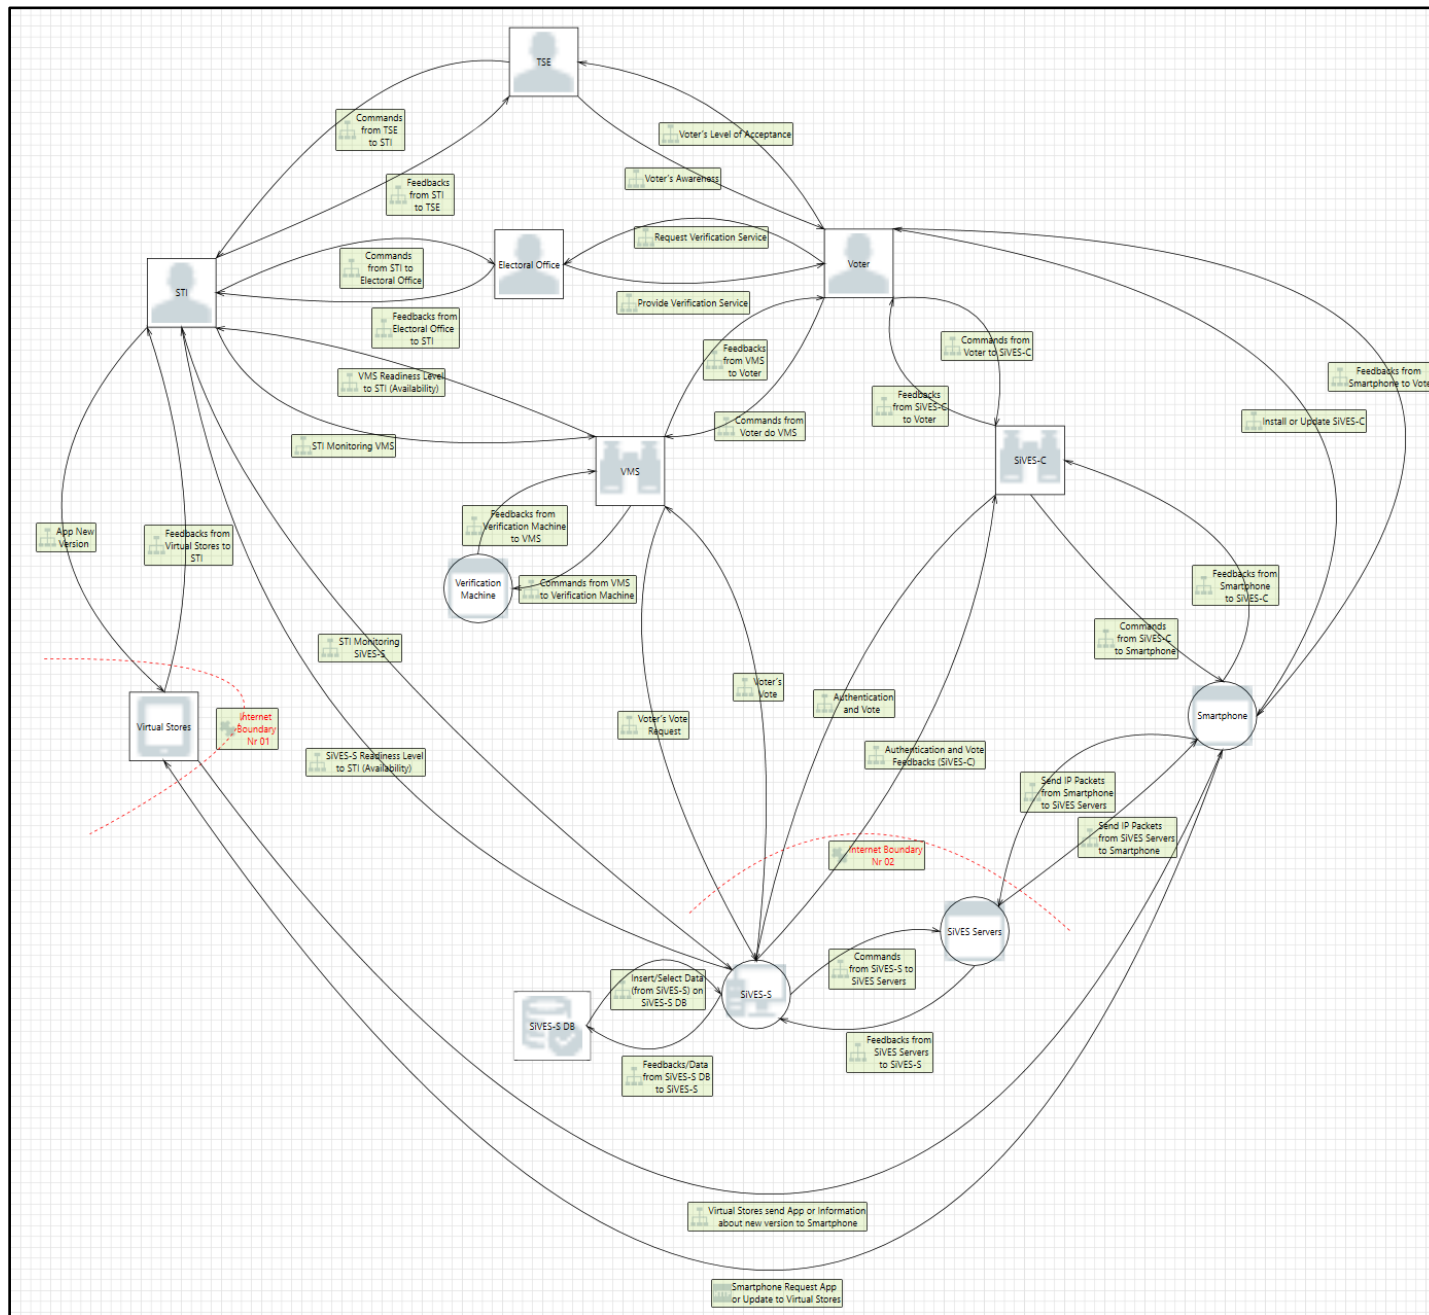 TSE
Commands
from TSE
to STI
Voter's Level of Acceptance
Voter's Awareness
Feedbacks
from STI
to TSE
Request Verification Service
Electoral Office
Voter
Commands
from STI to
Electoral Office
STI
Provide Verification Service
Feedbacks from
Electoral Office
to STI
Feedbacks
from VMS
to Voter
Commands from
Voter to SiVES-C
Feedbacks from
Smartphone to Vote
VMS Readiness Level
to STI (Availability)
Feedbacks
from SiVES-C
to Voter
Install or Update SiVES-C
Commands from
Voter do VMS
STI Monitoring VMS
VMS
SiVES-C
App New
Version
Feedbacks from
Virtual Stores to
STI
Feedbacks from
Verification Machine
to VMS
Verification
Machine
Commands from VMS
to Verification Machine
Feedbacks from
Smartphone
to SiVES-C
STI Monitoring
SiVES-S
Commands
from SiVES-C
to Smartphone
Voter's
Vote
Authentication
and Vote
Virtual Stores
Internet
Boundary
Nr 01
Voter's Vote
Request
Smartphone
SiVES-S Readiness Level
to STI (Availability)
Authentication and Vote
Feedbacks (SiVES-C)
Send IP Packets
from Smartphone
to SiVES Servers
Send IP Packets
from SiVES Servers
to Smartphone
Internet Boundary
Nr 02
SiVES Servers
Commands
from SiVES-S to
SiVES Servers
Insert/Select Data
(from SiVES-S) on
SiVES-S DB
SiVES-S
SiVES-S DB
Feedbacks from
SiVES Servers
to SiVES-S
Feedbacks/Data
from SiVES-S DB
to SiVES-S
Virtual Stores send App or Information
about new version to Smartphone
Smartphone Request App
or Update to Virtual Stores